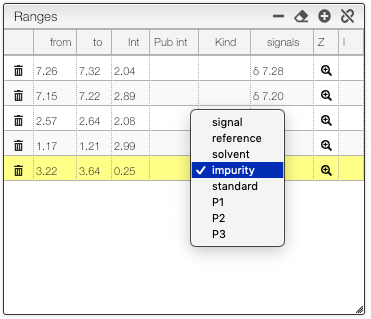 Ranges
from to Int Pub int Kind signals Z I
7.26 7.32 2.04 δ 7.28
7.15 7.22 2.89 δ 7.20
2.57 2.64 2.08
1.17 1.21 2.99
3.22 3.64 0.25
signal
reference
solvent
✓ impurity
standard
P1
P2
P3